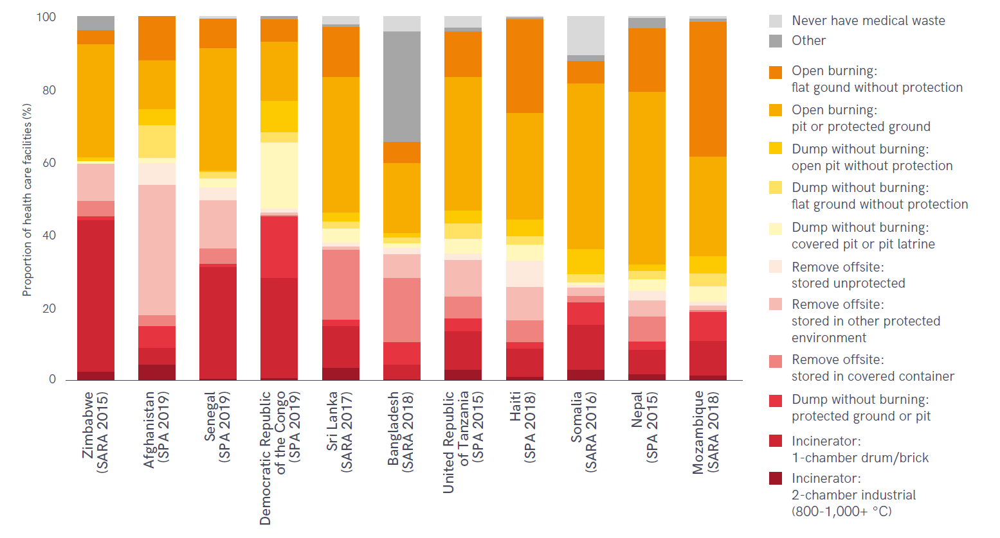 Proportion of health care facilities (%)
100
80
60
40
20
0
Zimbabwe
(SARA 2015)
Afghanistan
(SPA 2019)
Senegal
(SPA 2019)
Democratic Republic
of the Congo
(SPA 2019)
Sri Lanka
(SARA 2017)
Bangladesh
(SARA 2018)
United Republic
of Tanzania
(SPA 2015)
Haiti
(SPA 2018)
Somalia
(SARA 2016)
Nepal
(SPA 2015)
Mozambique
(SARA 2018)
Never have medical waste
Other
Open burning:
flat gound without protection
Open burning:
pit or protected ground
Dump without burning:
open pit without protection
Dump without burning:
flat ground without protection
Dump without burning:
covered pit or pit latrine
Remove offsite:
stored unprotected
Remove offsite:
stored in other protected
environment
Remove offsite:
stored in covered container
Dump without burning:
protected ground or pit
Incinerator:
1-chamber drum/brick
Incinerator:
2-chamber industrial
(800-1,000+ °C)